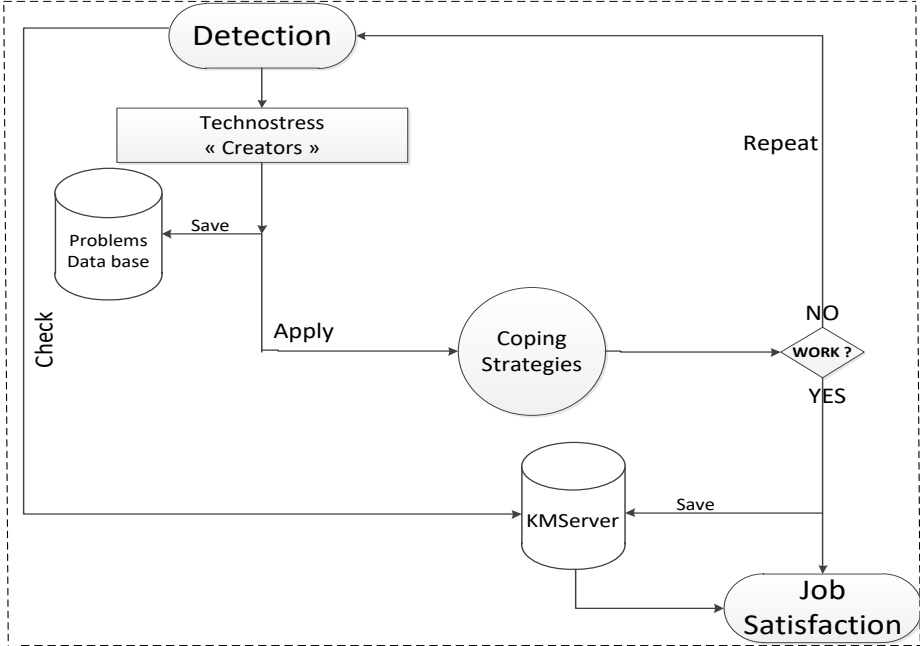 Detection
Technostress
« Creators »
Repeat
Save
Problems
Data base
Check
Apply
Coping
Strategies
NO
WORK ?
YES
KMServer
Save
Job
Satisfaction